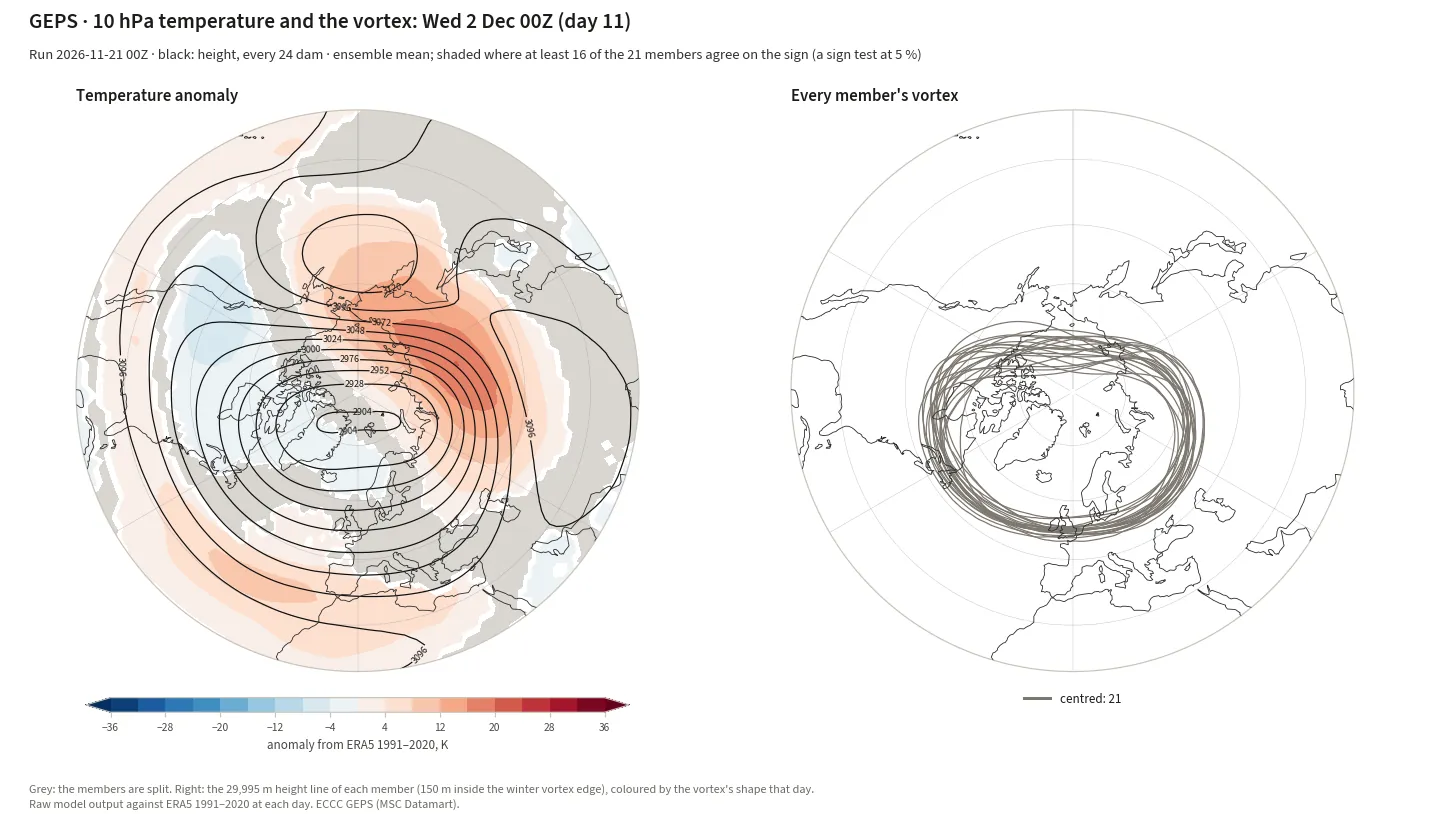 GEPS · 10 hPa temperature and the vortex: Wed 2 Dec 00Z (day 11)
Run 2026-11-21 00Z · black: height, every 24 dam · ensemble mean; shaded where at least 16 of the 21 members agree on the sign (a sign test at 5 %)
Temperature anomaly
Every member's vortex
3120
3096
3072
3048
3024
3000
2976
2952
2928
2904
2904
3096
3096
3096
centred: 21
−36 −28 −20 −12 −4 4 12 20 28 36
anomaly from ERA5 1991–2020, K
Grey: the members are split. Right: the 29,995 m height line of each member (150 m inside the winter vortex edge), coloured by the vortex's shape that day.
Raw model output against ERA5 1991–2020 at each day. ECCC GEPS (MSC Datamart).